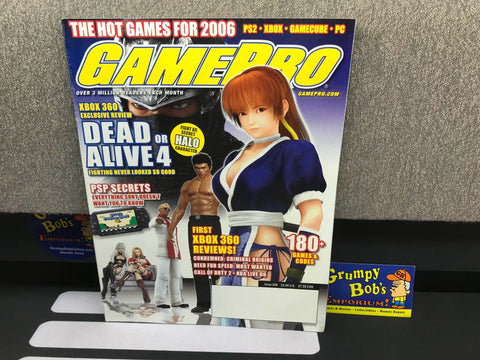 THE HOT GAMES FOR 2006
PS2 • XBOX • GAMECUBE • PC
GAMEPRO
OVER 3 MILLION READERS EACH MONTH
GAMEPRO.COM
XBOX 360
EXCLUSIVE REVIEW
DEAD OR
ALIVE 4
FIGHTING NEVER LOOKED SO GOOD
FIGHT AS
SECRET
HALO
CHARACTER
PSP SECRETS
EVERYTHING SONY DOESN'T
WANT YOU TO KNOW
FIRST
XBOX 360
REVIEWS!
CONDEMNED: CRIMINAL ORIGINS
NEED FOR SPEED: MOST WANTED
CALL OF DUTY 2 • NBA LIVE 06
180+
GAMES &
CODES
Grumpy
Bob's
EMPORIUM!
Grumpy
Bob's
EMPORIUM!